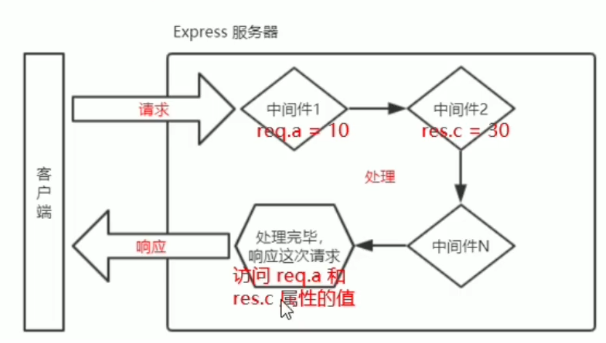 Express 服务器
请求
中间件1
req.a = 10
中间件2
res.c = 30
客
户
端
处理
响应
处理完毕，
响应这次请求
访问 req.a 和
res.c 属性的值
中间件N